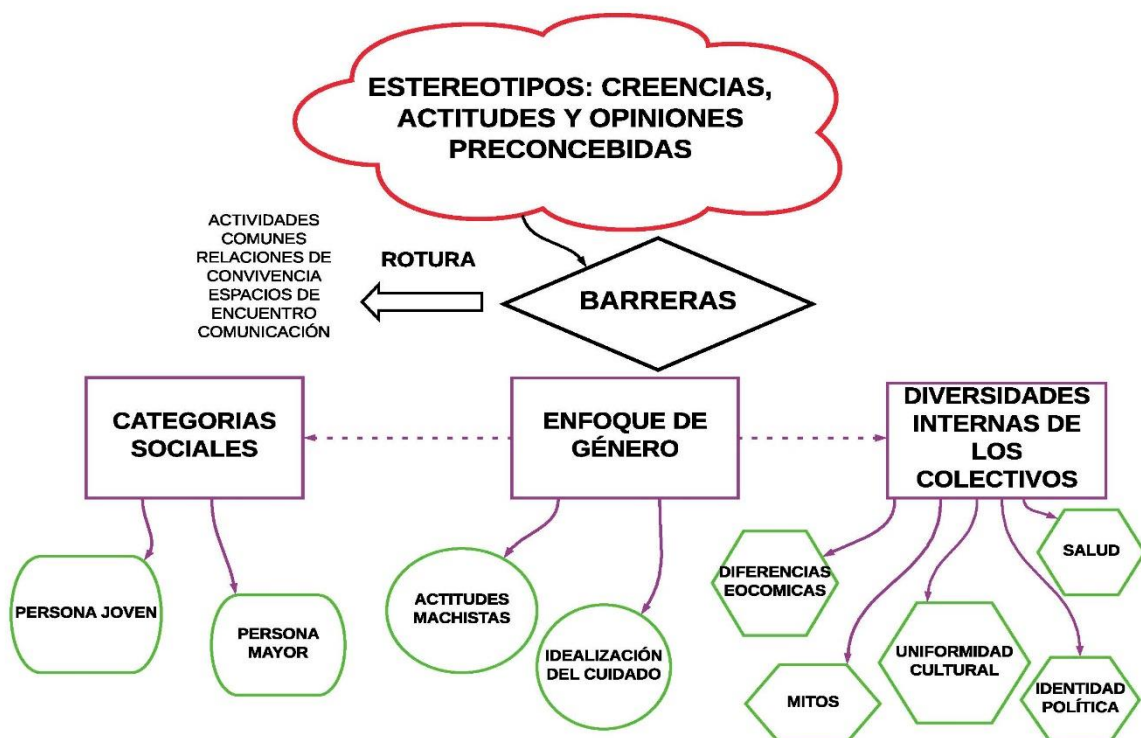 ESTEREOTIPOS: CREENCIAS,
ACTITUDES Y OPINIONES
PRECONCEBIDAS
ACTIVIDADES
COMUNES
RELACIONES DE
CONVIVENCIA
ESPACIOS DE
ENCUENTRO
COMUNICACIÓN
ROTURA
BARRERAS
CATEGORIAS
SOCIALES
ENFOQUE DE
GÉNERO
DIVERSIDADES
INTERNAS DE
LOS
COLECTIVOS
PERSONA JOVEN
PERSONA
MAYOR
ACTITUDES
MACHISTAS
IDEALIZACIÓN
DEL CUIDADO
DIFERENCIAS
EOCOMICAS
MITOS
UNIFORMIDAD
CULTURAL
IDENTIDAD
POLÍTICA
SALUD